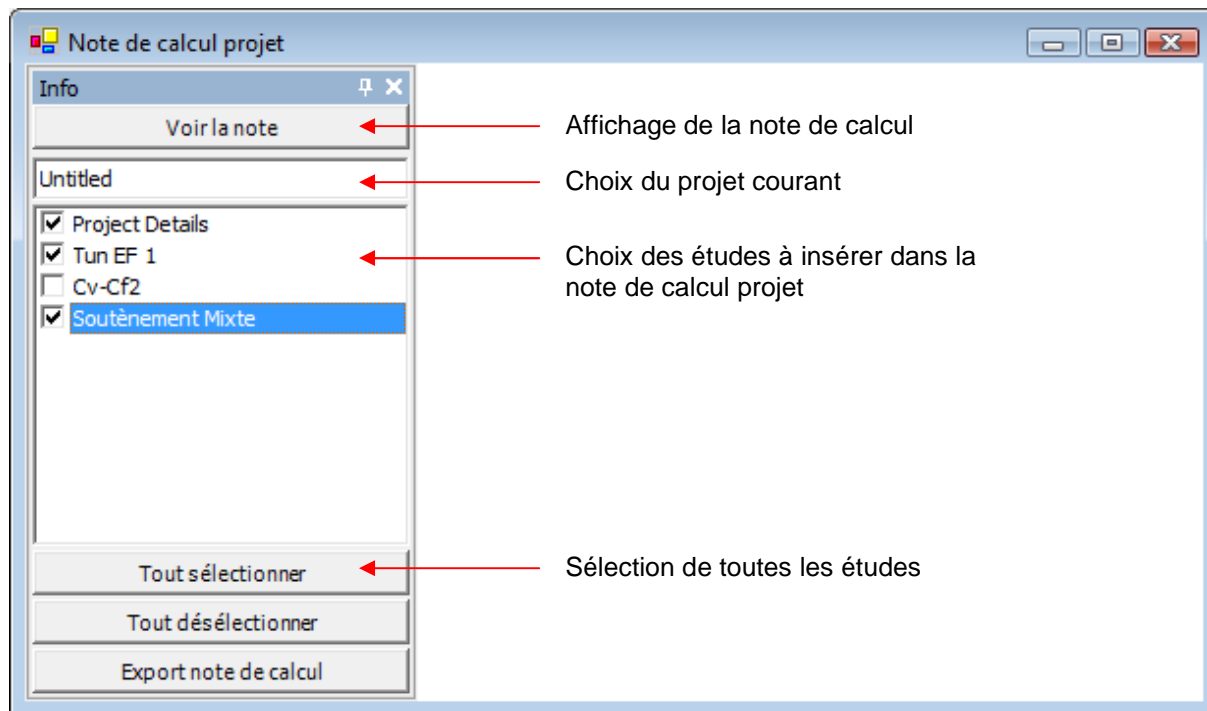 Note de calcul projet
Info
Voir la note
Affichage de la note de calcul
Untitled
Choix du projet courant
Project Details
Tun EF 1
Cv-Cf2
Soutènement Mixte
Choix des études à insérer dans la
note de calcul projet
Tout sélectionner
Sélection de toutes les études
Tout désélectionner
Export note de calcul